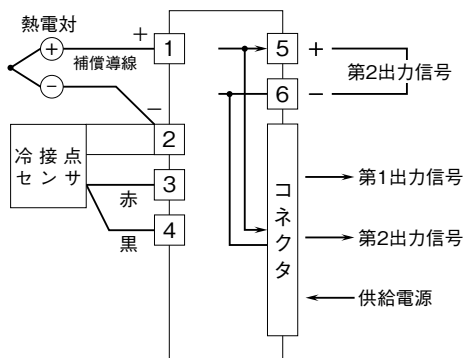 熱電対
+
補償導線
+
1
−
−
2
冷接点
センサ
赤
3
黒
4
5
+
6
−
第2出力信号
コネクタ
第1出力信号
第2出力信号
供給電源